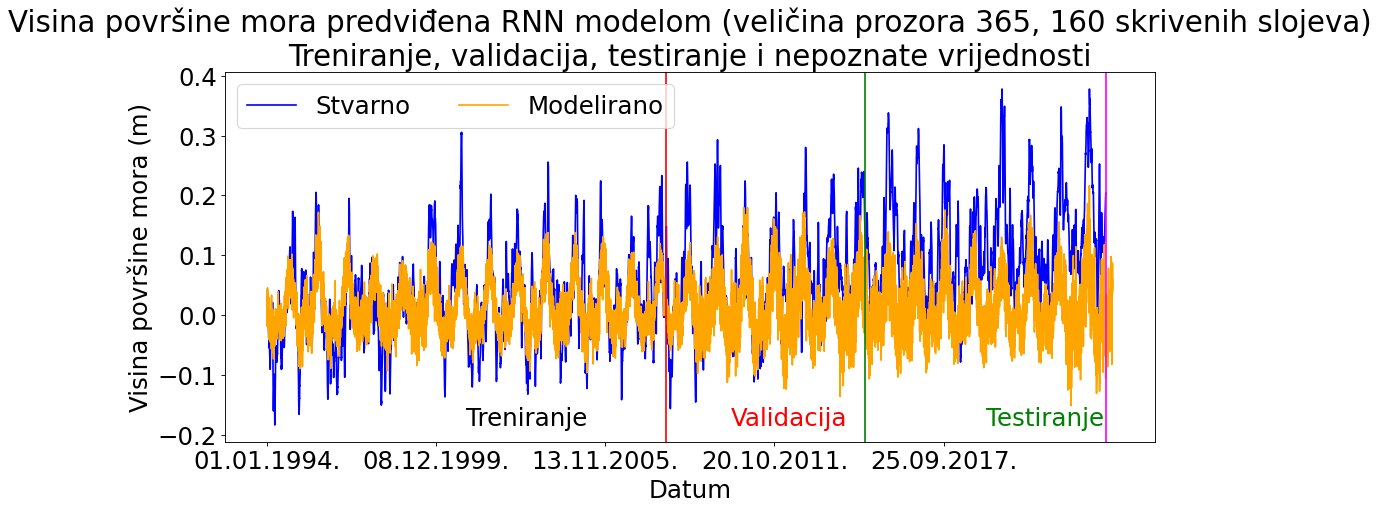 Visina površine mora predviđena RNN modelom (veličina prozora 365, 160 skrivenih slojeva)
Treniranje, validacija, testiranje i nepoznate vrijednosti
Stvarno
Modelirano
Visina površine mora (m)
0.4
0.3
0.2
0.1
0.0
−0.1
−0.2
Treniranje
Validacija
Testiranje
01.01.1994.
08.12.1999.
13.11.2005.
20.10.2011.
25.09.2017.
Datum